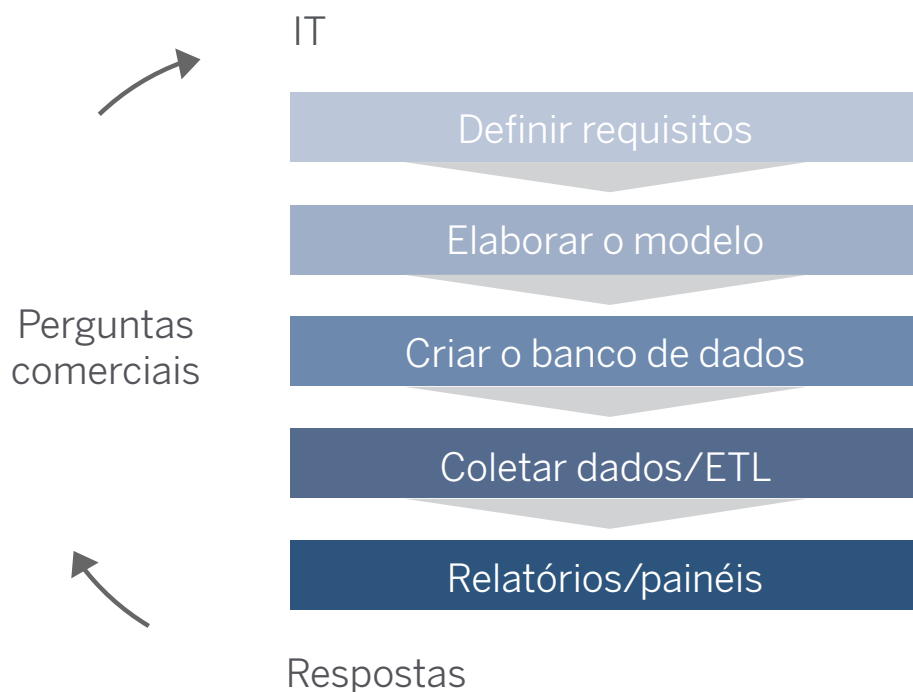 IT
Definir requisitos
Elaborar o modelo
Perguntas
comerciais
Criar o banco de dados
Coletar dados/ETL
Relatórios/painéis
Respostas